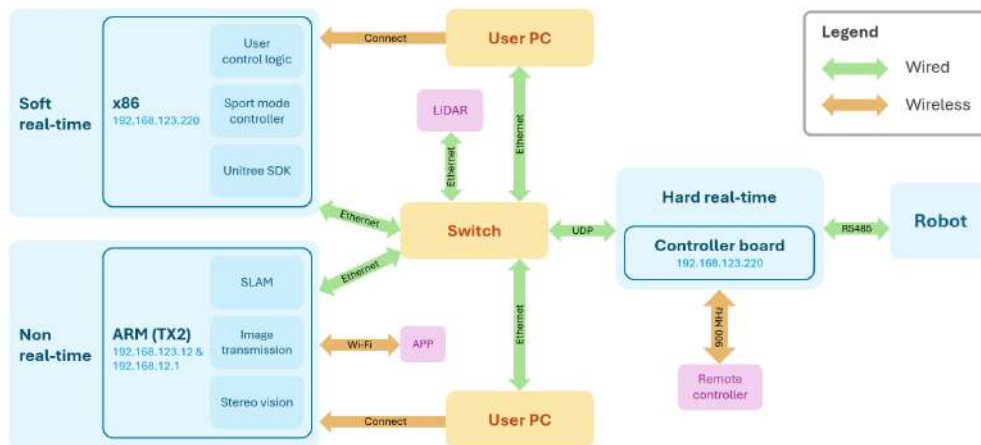 Soft
real-time
x86
192.168.123.220
User
control logic
Sport mode
controller
Unitree SDK
Connect
User PC
LiDAR
Ethernet
Ethernet
Ethernet
Switch
UDP
Hard real-time
Controller board
192.168.123.220
RS485
Robot
900 MHz
Remote
controller
Legend
Wired
Wireless
Non
real-time
ARM (TX2)
192.168.123.12 &
192.168.12.1
SLAM
Image
transmission
Stereo vision
Ethernet
Wi-Fi
APP
Ethernet
Connect
User PC